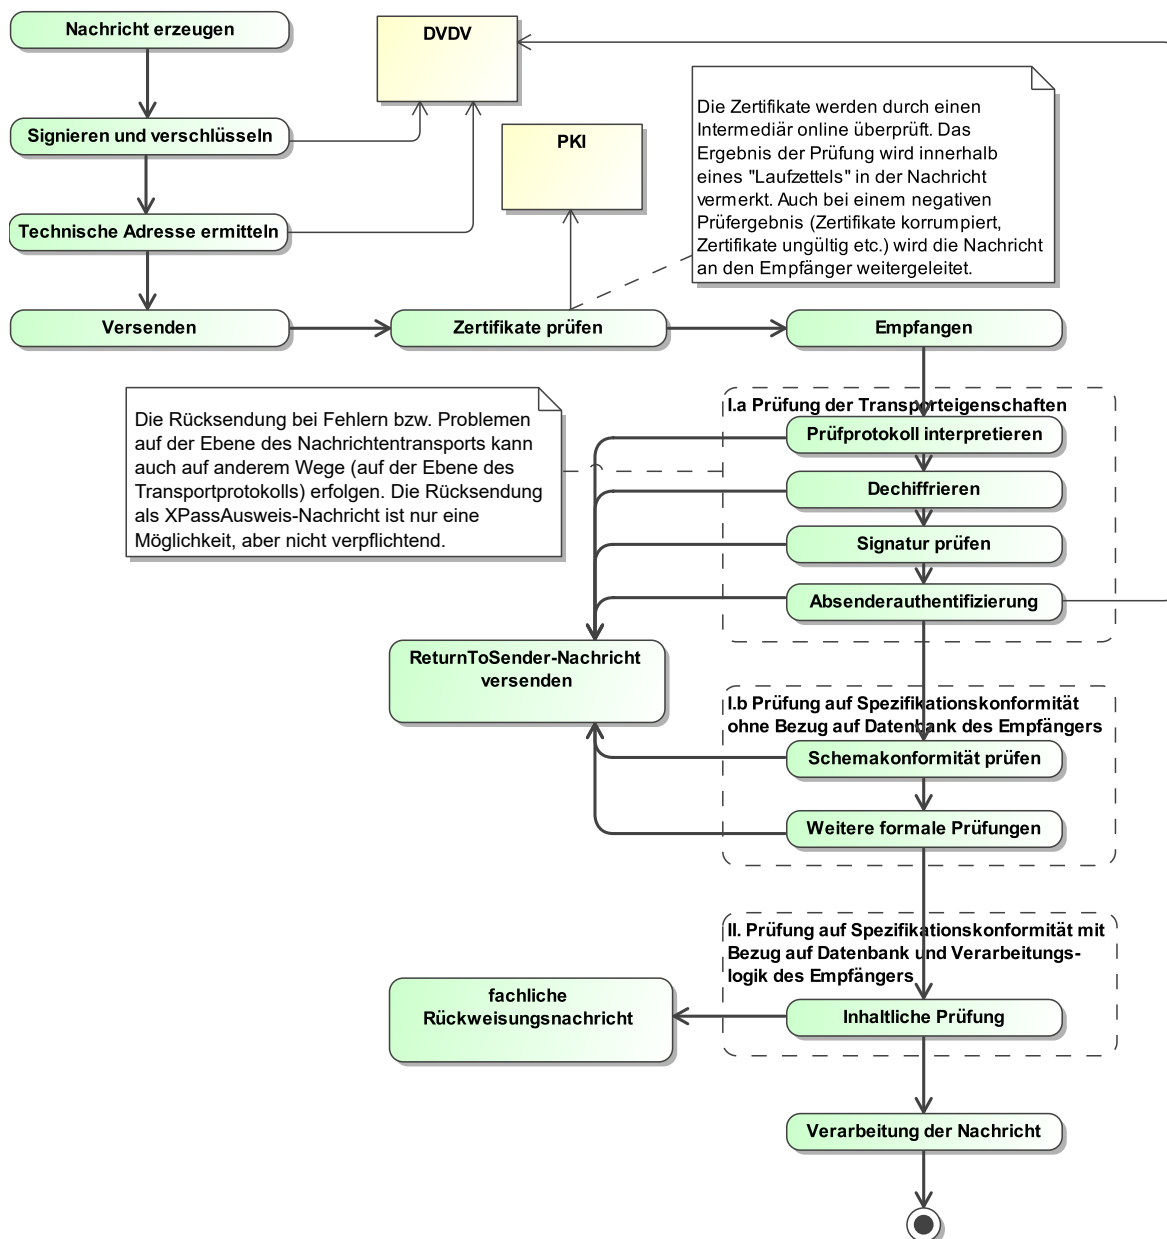 Nachricht erzeugen
DVDV
Die Zertifikate werden durch einen
Intermediär online überprüft. Das
Ergebnis der Prüfung wird innerhalb
eines "Laufzettels" in der Nachricht
vermerkt. Auch bei einem negativen
Prüfergebnis (Zertifikate korrumpiert,
Zertifikate ungültig etc.) wird die Nachricht
an den Empfänger weitergeleitet.
Signieren und verschlüsseln
PKI
Technische Adresse ermitteln
Versenden
Zertifikate prüfen
Empfangen
Die Rücksendung bei Fehlern bzw. Problemen
auf der Ebene des Nachrichtentransports kann
auch auf anderem Wege (auf der Ebene des
Transportprotokolls) erfolgen. Die Rücksendung
als XPassAusweis-Nachricht ist nur eine
Möglichkeit, aber nicht verpflichtend.
I.a Prüfung der Transporteigenschaften
Prüfprotokoll interpretieren
Dechiffrieren
Signatur prüfen
Absenderauthentifizierung
ReturnToSender-Nachricht
versenden
I.b Prüfung auf Spezifikationskonformität
ohne Bezug auf Datenbank des Empfängers
Schemakonformität prüfen
Weitere formale Prüfungen
II. Prüfung auf Spezifikationskonformität mit
Bezug auf Datenbank und Verarbeitungs-
logik des Empfängers
fachliche
Rückweisungsnachricht
Inhaltliche Prüfung
Verarbeitung der Nachricht